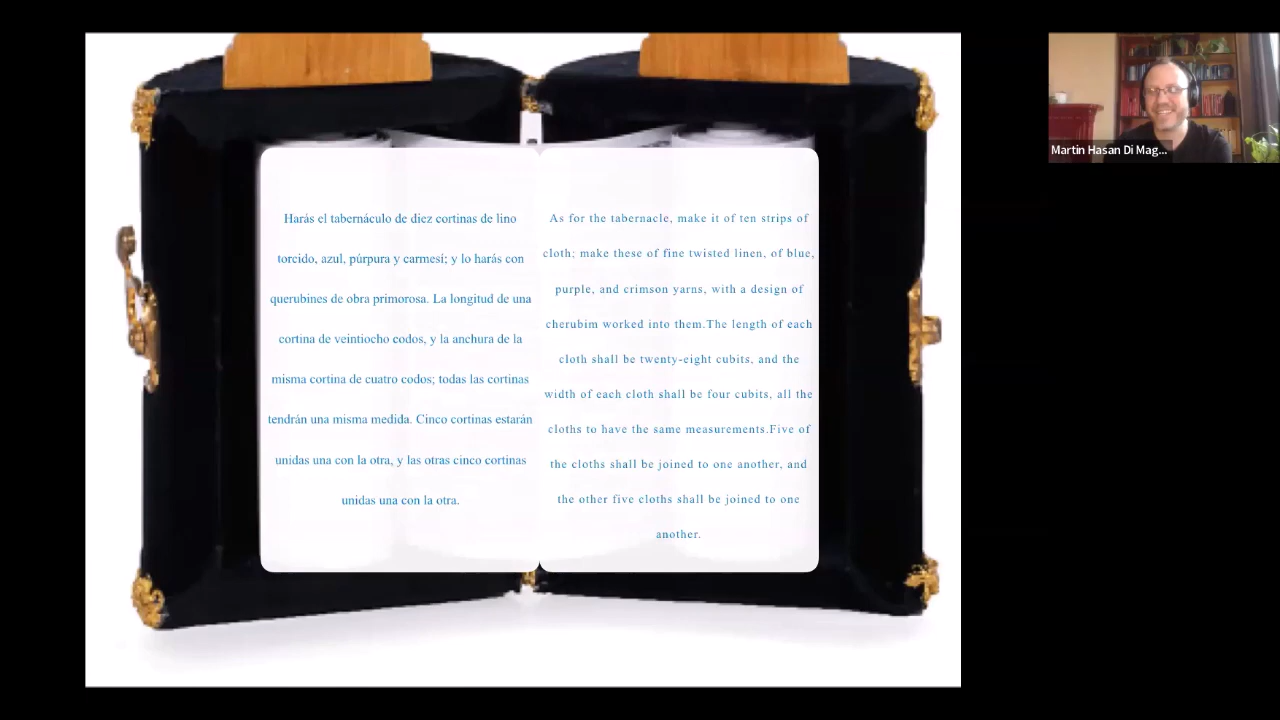 Harás el tabernáculo de diez cortinas de lino
torcido, azul, púrpura y carmesí; y lo harás con
querubines de obra primorosa. La longitud de una
cortina de veintiocho codos, y la anchura de la
misma cortina de cuatro codos; todas las cortinas
tendrán una misma medida. Cinco cortinas estarán
unidas una con la otra, y las otras cinco cortinas
unidas una con la otra.
As for the tabernacle, make it of ten strips of
cloth; make these of fine twisted linen, of blue,
purple, and crimson yarns, with a design of
cherubim worked into them.The length of each
cloth shall be twenty-eight cubits, and the
width of each cloth shall be four cubits, all the
cloths to have the same measurements.Five of
the cloths shall be joined to one another, and
the other five cloths shall be joined to one
another.
Martin Hasan Di Mag...